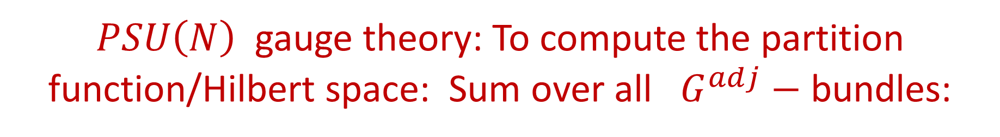 PSU(N) gauge theory: To compute the partition
function/Hilbert space: Sum over all G^{adj} − bundles: